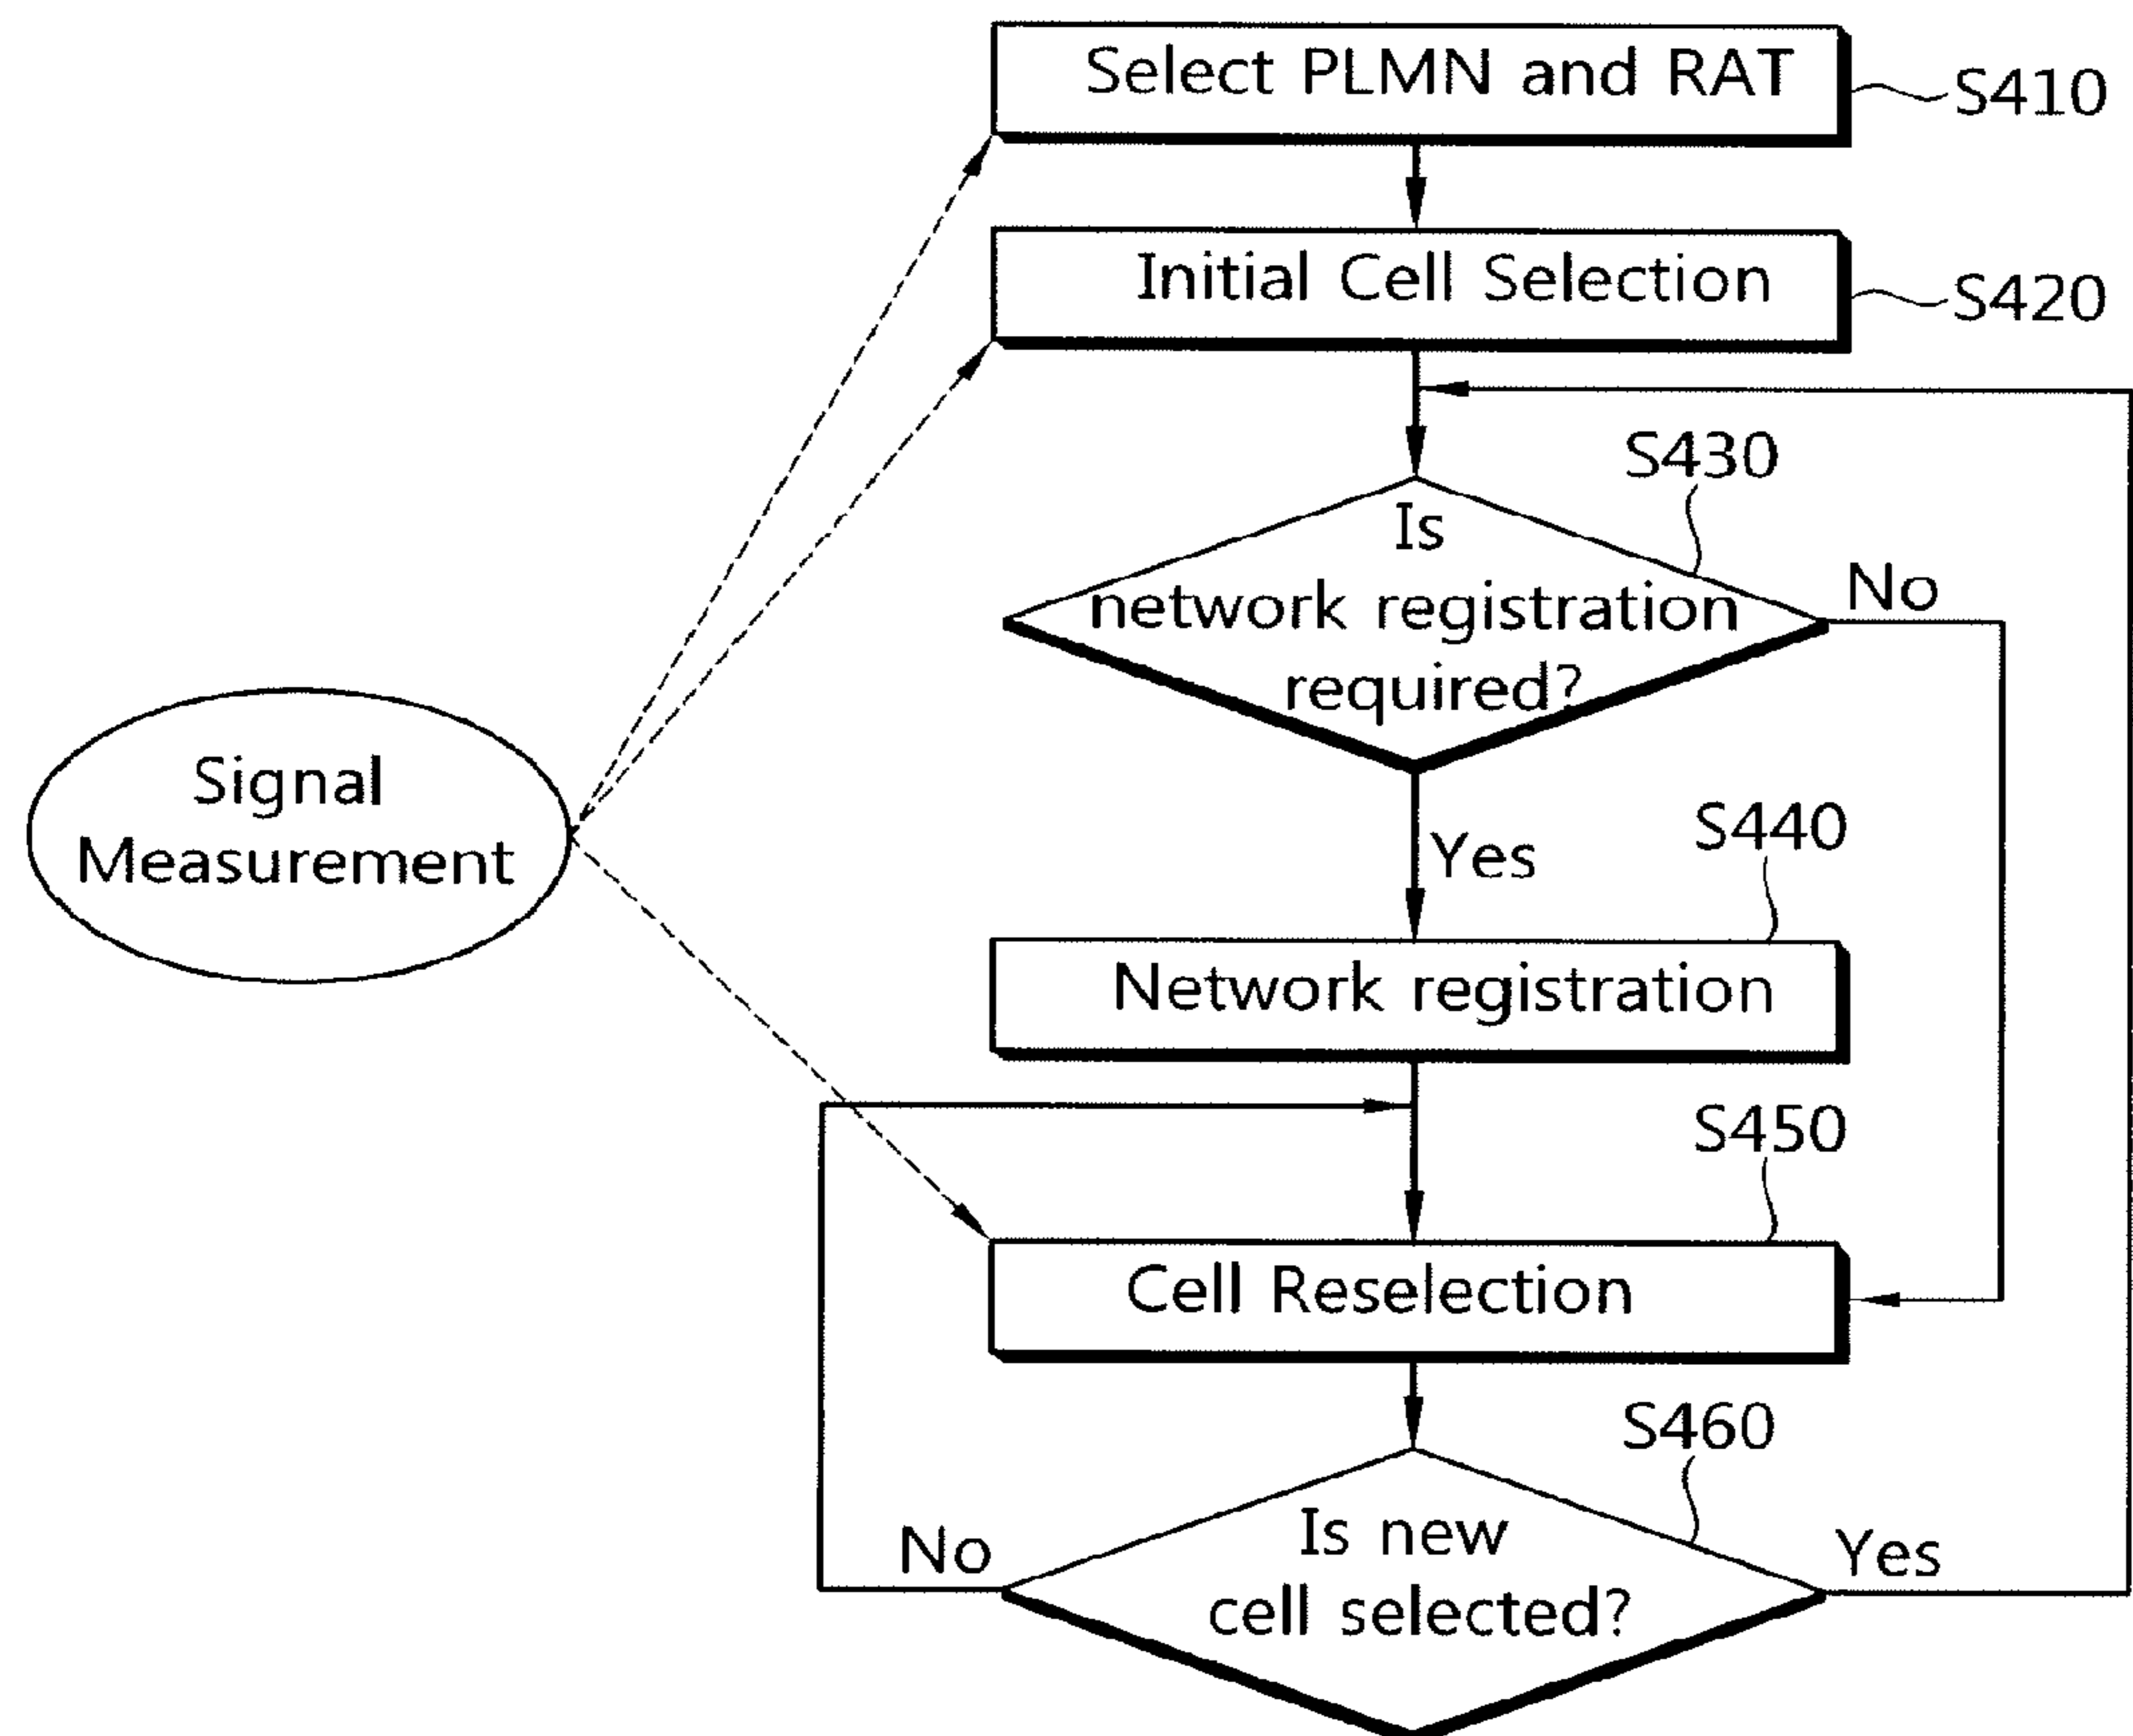 Select PLMN and RAT
S410
Initial Cell Selection
S420
S430
Is
network registration
required?
No
Signal
Measurement
Yes
S440
Network registration
S450
Cell Reselection
S460
Is new
cell selected?
No
Yes